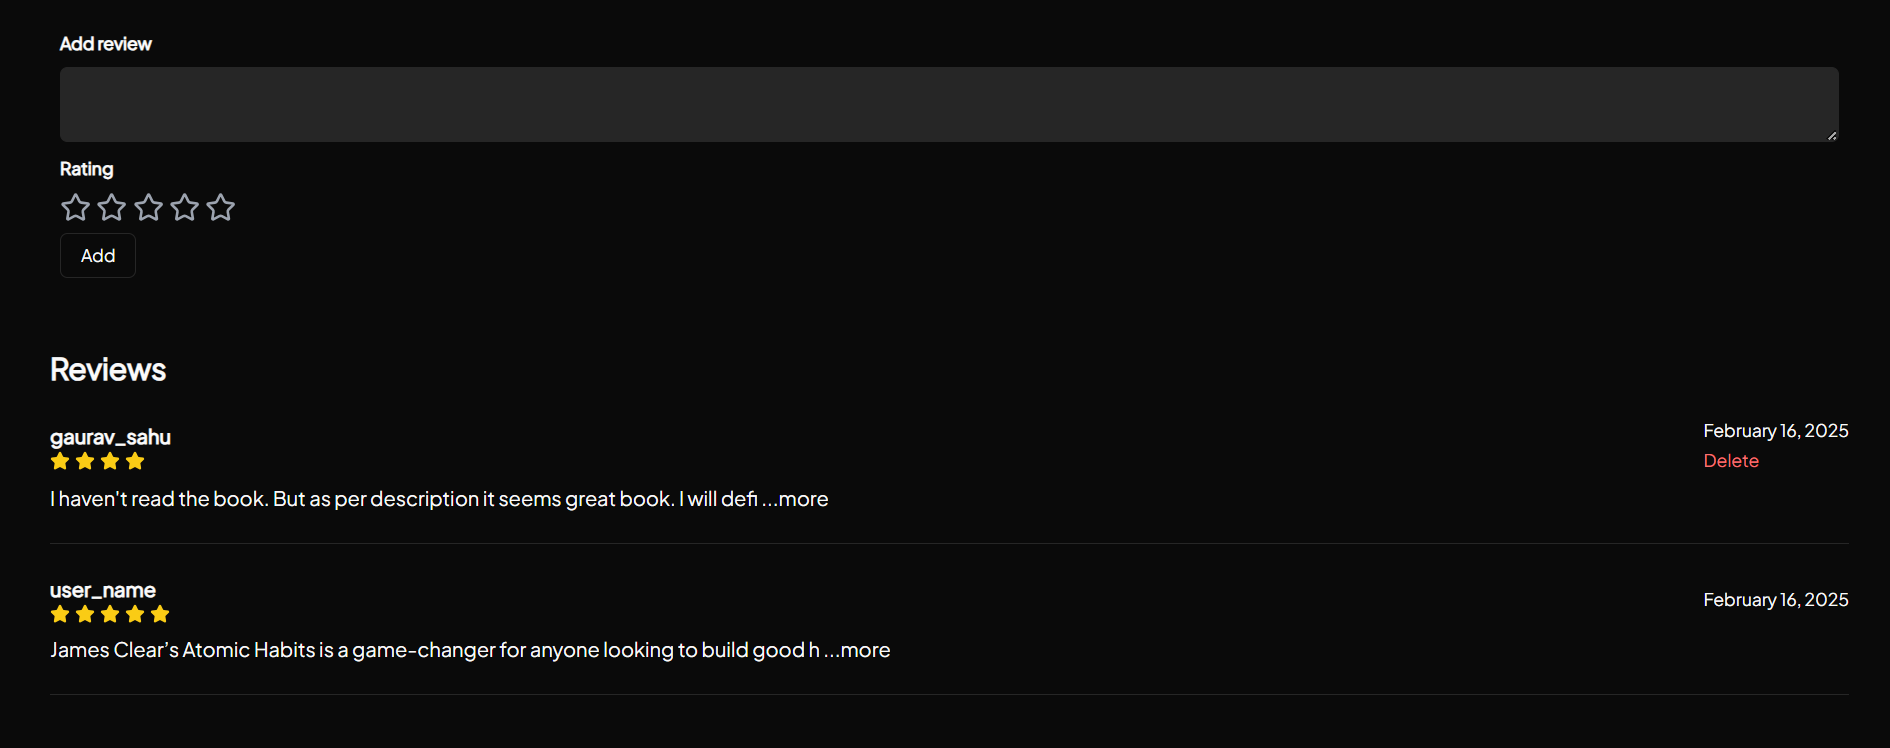 Add review
Rating
Add
Reviews
gaurav_sahu
February 16, 2025
Delete
I haven't read the book. But as per description it seems great book. I will defi ...more
user_name
February 16, 2025
James Clear’s Atomic Habits is a game-changer for anyone looking to build good h ...more